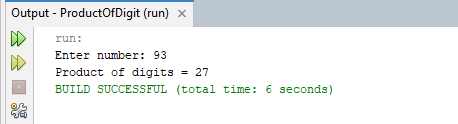 Output - ProductOfDigit (run) ×
run:
Enter number: 93
Product of digits = 27
BUILD SUCCESSFUL (total time: 6 seconds)